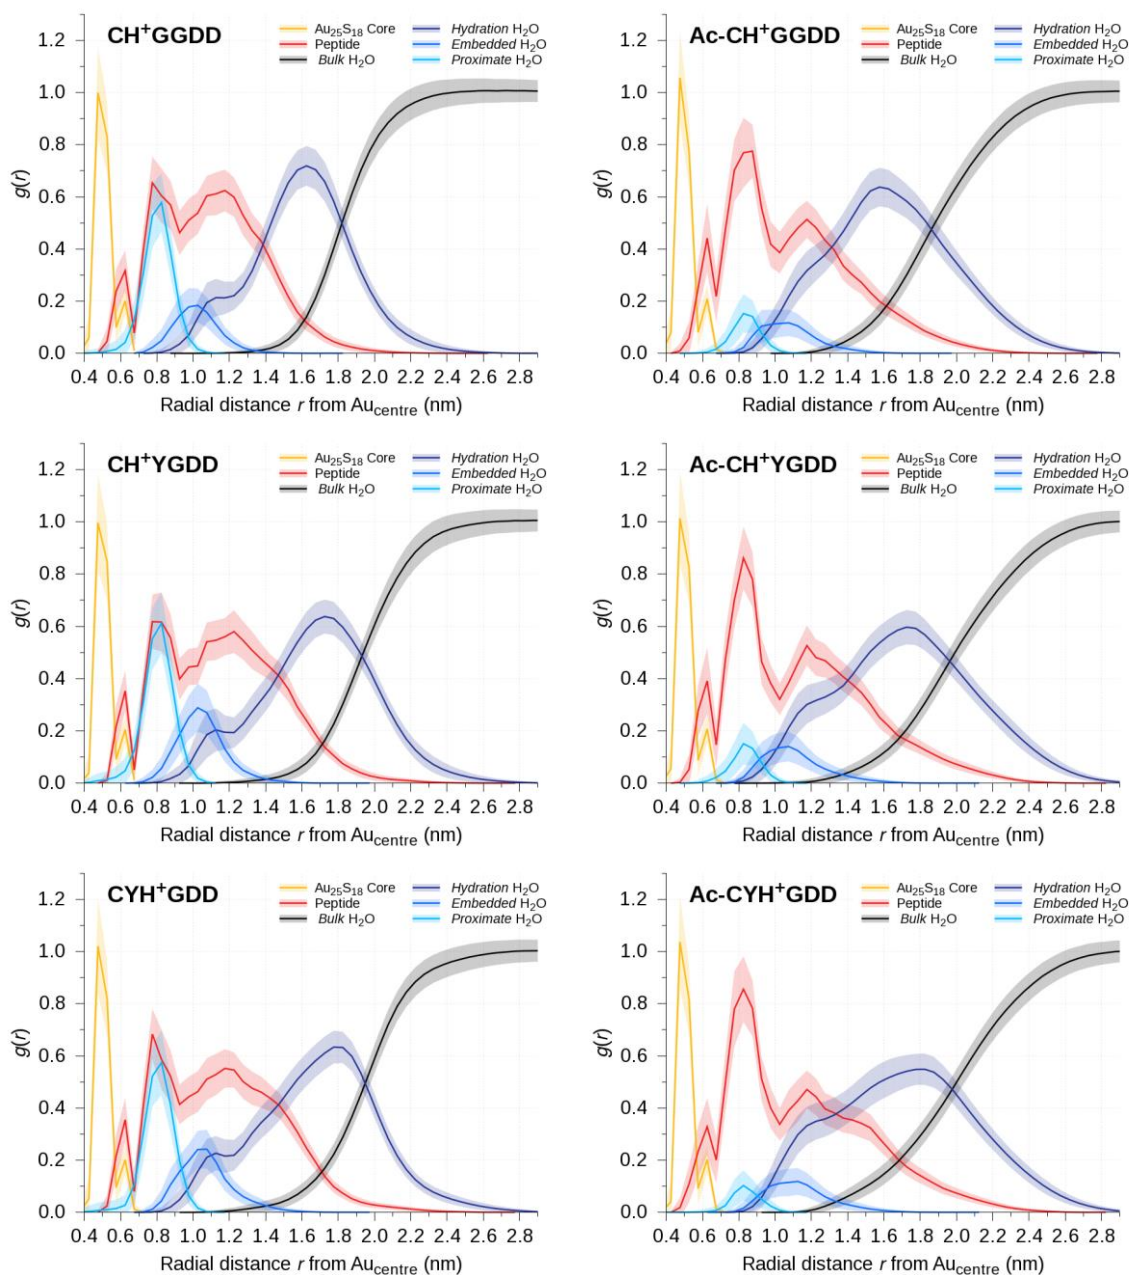 CH⁺GGDD
Au₂₅S₁₈ Core
Peptide
Bulk H₂O
Hydration H₂O
Embedded H₂O
Proximate H₂O
1.2
1.0
0.8
0.6
0.4
0.2
0.0
g(r)
0.4 0.6 0.8 1.0 1.2 1.4 1.6 1.8 2.0 2.2 2.4 2.6 2.8
Radial distance r from Au_centre (nm)
Ac-CH⁺GGDD
Au₂₅S₁₈ Core
Peptide
Bulk H₂O
Hydration H₂O
Embedded H₂O
Proximate H₂O
1.2
1.0
0.8
0.6
0.4
0.2
0.0
g(r)
0.4 0.6 0.8 1.0 1.2 1.4 1.6 1.8 2.0 2.2 2.4 2.6 2.8
Radial distance r from Au_centre (nm)
CH⁺YGDD
Au₂₅S₁₈ Core
Peptide
Bulk H₂O
Hydration H₂O
Embedded H₂O
Proximate H₂O
1.2
1.0
0.8
0.6
0.4
0.2
0.0
g(r)
0.4 0.6 0.8 1.0 1.2 1.4 1.6 1.8 2.0 2.2 2.4 2.6 2.8
Radial distance r from Au_centre (nm)
Ac-CH⁺YGDD
Au₂₅S₁₈ Core
Peptide
Bulk H₂O
Hydration H₂O
Embedded H₂O
Proximate H₂O
1.2
1.0
0.8
0.6
0.4
0.2
0.0
g(r)
0.4 0.6 0.8 1.0 1.2 1.4 1.6 1.8 2.0 2.2 2.4 2.6 2.8
Radial distance r from Au_centre (nm)
CYH⁺GDD
Au₂₅S₁₈ Core
Peptide
Bulk H₂O
Hydration H₂O
Embedded H₂O
Proximate H₂O
1.2
1.0
0.8
0.6
0.4
0.2
0.0
g(r)
0.4 0.6 0.8 1.0 1.2 1.4 1.6 1.8 2.0 2.2 2.4 2.6 2.8
Radial distance r from Au_centre (nm)
Ac-CYH⁺GDD
Au₂₅S₁₈ Core
Peptide
Bulk H₂O
Hydration H₂O
Embedded H₂O
Proximate H₂O
1.2
1.0
0.8
0.6
0.4
0.2
0.0
g(r)
0.4 0.6 0.8 1.0 1.2 1.4 1.6 1.8 2.0 2.2 2.4 2.6 2.8
Radial distance r from Au_centre (nm)